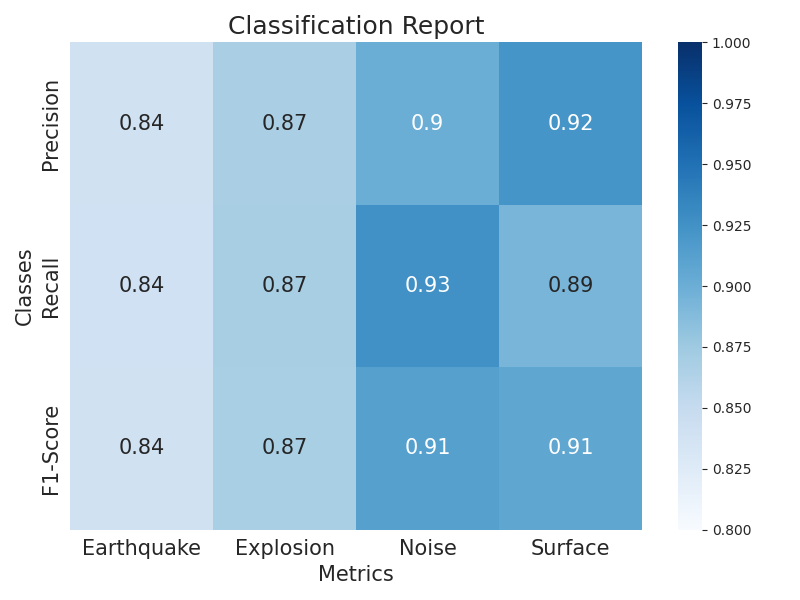 Classification Report
Classes
Precision
0.84 0.87 0.9 0.92
Recall
0.84 0.87 0.93 0.89
F1-Score
0.84 0.87 0.91 0.91
Earthquake Explosion Noise Surface
Metrics
1.000
0.975
0.950
0.925
0.900
0.875
0.850
0.825
0.800